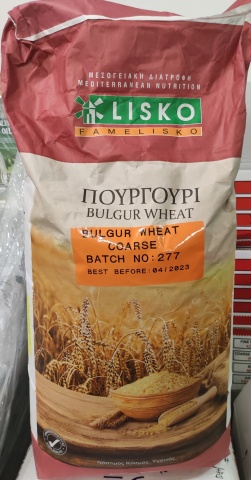 ΜΕΣΟΓΕΙΑΚΗ ΔΙΑΤΡΟΦΗ
MEDITERRANEAN NUTRITION
LISKO
FAMELISKO
ΠΟΥΡΓΟΥΡΙ
BULGUR WHEAT
BULGUR WHEAT
COARSE
BATCH NO:277
BEST BEFORE:04/2023